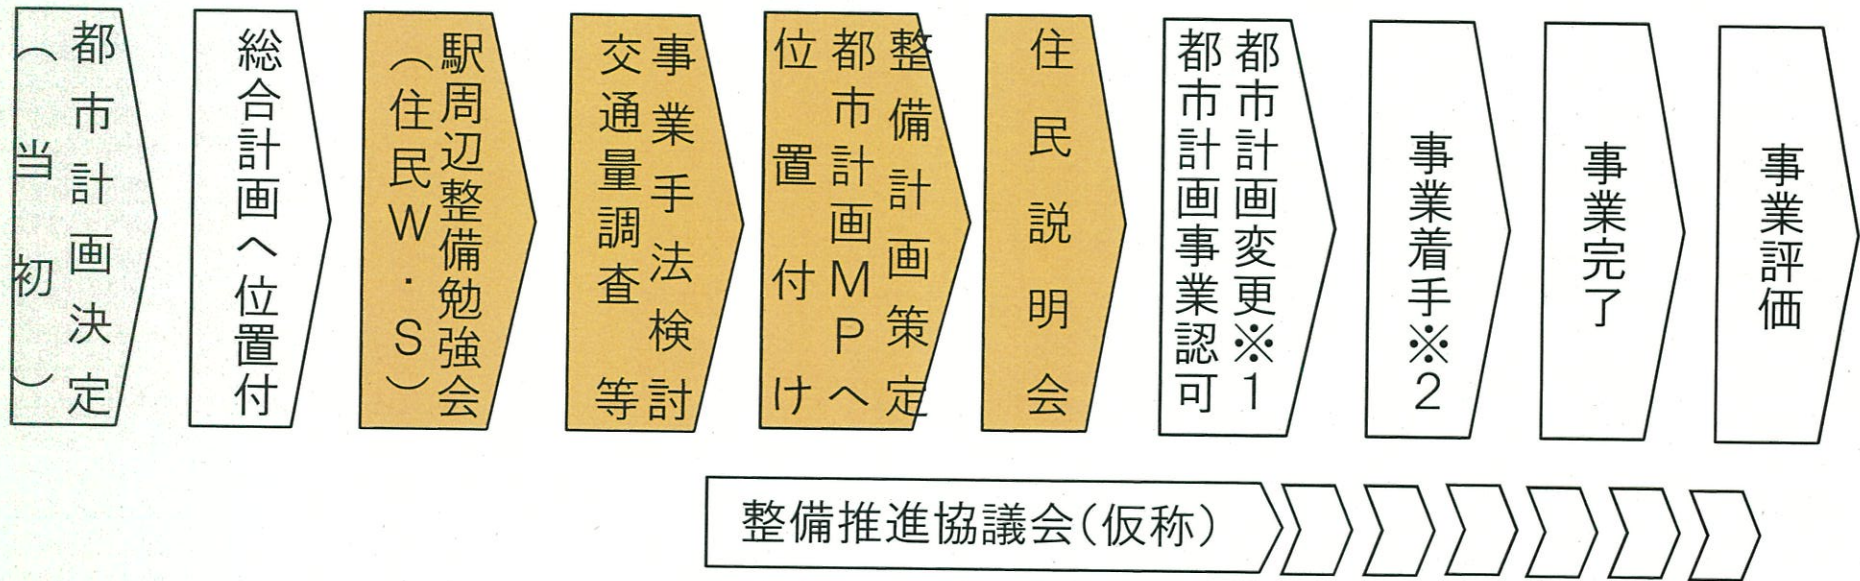 都市計画決定
（当初）
総合計画へ位置付
駅周辺整備勉強会
（住民W・S）
事業手法検討
交通量調査等
整備計画策定
都市計画MPへ
位置付け
住民説明会
都市計画変更※1
都市計画事業認可
事業着手※2
事業完了
事業評価
整備推進協議会(仮称)